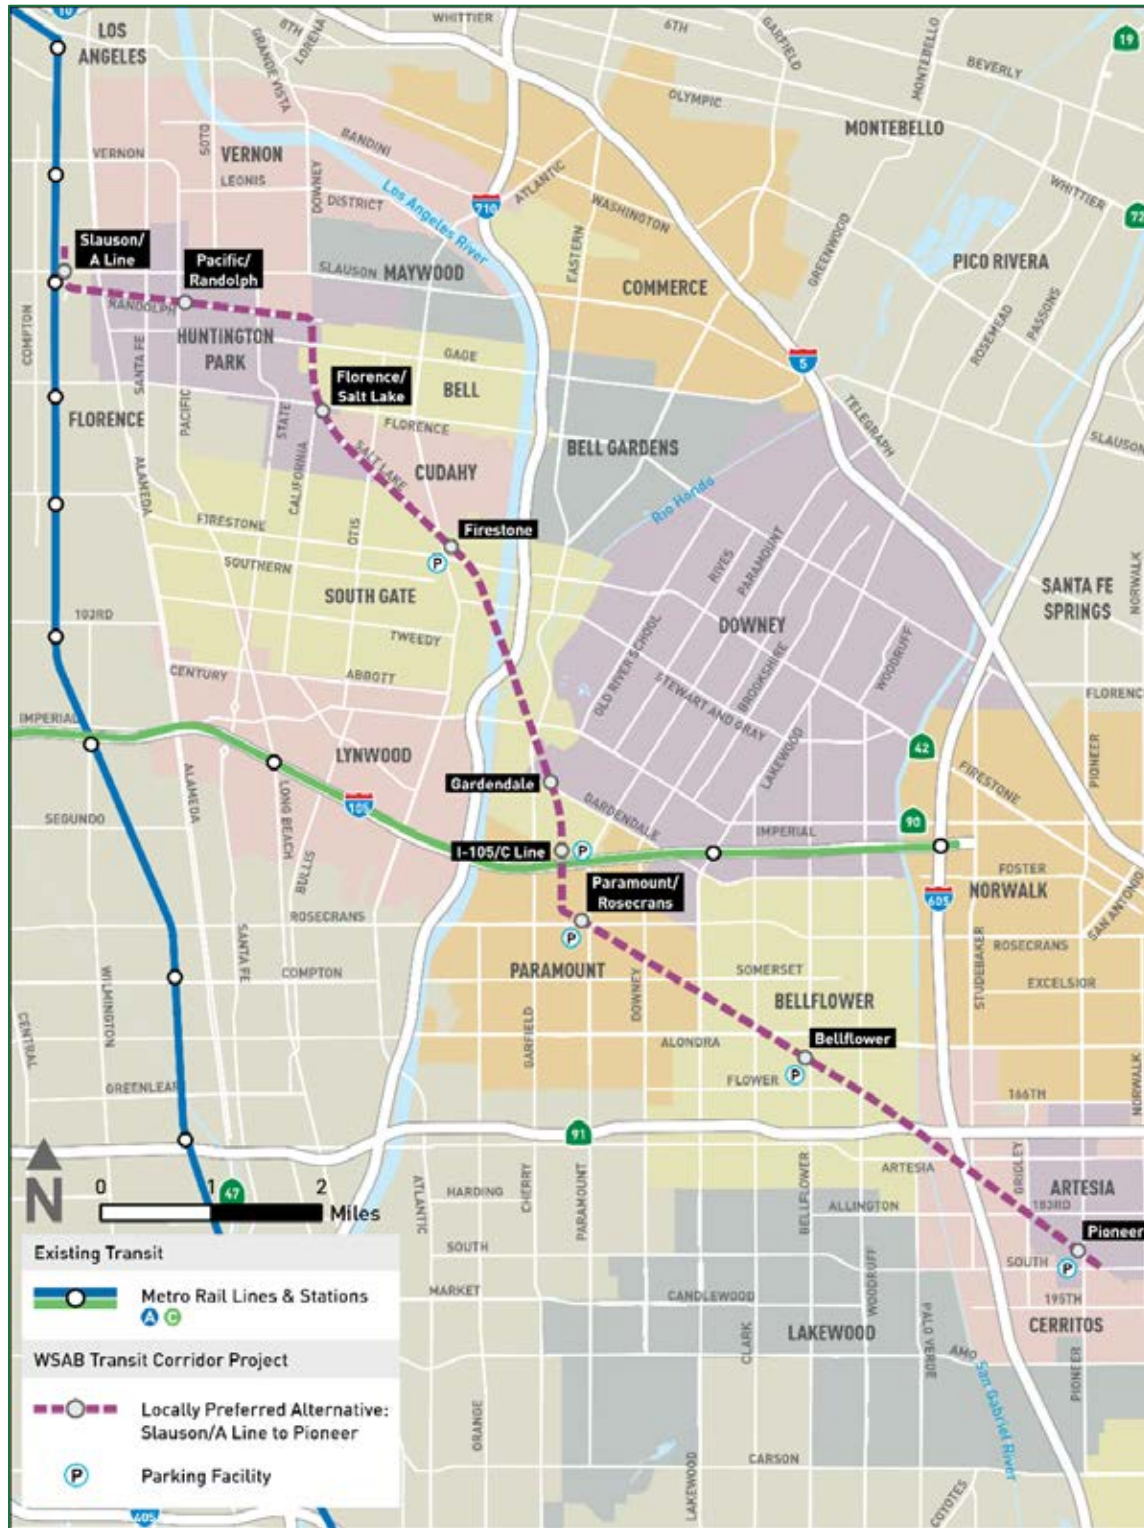 10
LOS
ANGELES
WHITTIER
8TH
LORENA
GRANDE VISTA
6TH
GARFIELD
MONTEBELLO
19
BEVERLY
OLYMPIC
MONTEBELLO
SOTO
VERNON
VERNON
LEONIS
BANDINI
DOWNEY
DISTRICT
Los Angeles River
710
ATLANTIC
WASHINGTON
WHITTIER
72
Slauson/
A Line
Pacific/
Randolph
SLAUSON
MAYWOOD
EASTERN
COMMERCE
GREENWOOD
PICO RIVERA
PASSONS
ROSEMEAD
RANDOLPH
HUNTINGTON
PARK
COMPTON
SANTA FE
GAGE
5
Florence/
Salt Lake
BELL
FLORENCE
PACIFIC
STATE
FLORENCE
TELEGRAPH
SLAUSON
BELL GARDENS
SALT LAKE
CUDAHY
ALAMEDA
CALIFORNIA
Rio Hondo
FIRESTONE
OTIS
Firestone
P
SOUTHERN
RIVES
PARAMOUNT
NORWALK
SANTA FE
SPRINGS
103RD
SOUTH GATE
DOWNEY
TWEEDY
OLD RIVER SCHOOL
BROOKSHIRE
WOODRUFF
CENTURY
ABBOTT
STEWART AND GRAY
FLORENC
IMPERIAL
LYNWOOD
LAKEWOOD
42
PIONEER
FIRESTONE
Gardendale
ALAMEDA
LONG BEACH
105
GARDENDALE
SEGUNDO
IMPERIAL
90
I-105/C Line
P
BULLIS
FOSTER
Paramount/
Rosecrans
605
NORWALK
SAN ANTONIO
ROSECRANS
P
SANTA FE
STUDEBAKER
ROSECRANS
COMPTON
PARAMOUNT
DOWNEY
SOMERSET
EXCELSIOR
WILMINGTON
BELLFLOWER
CENTRAL
GARFIELD
ALONDRA
Bellflower
P
FLOWER
GREENLEAF
166TH
NORWALK
91
N
0
1
2
Miles
47
ATLANTIC
HARDING
CHERRY
PARAMOUNT
BELLFLOWER
ARTESIA
GRIDLEY
ARTESIA
ALLINGTON
183RD
Pioneer
SOUTH
SOUTH
P
WOODRUFF
MARKET
CANDLEWOOD
195TH
CLARK
LAKEWOOD
PALO VERDE
CERRITOS
San Gabriel River
PIONEER
ORANGE
LAKEWOOD
CARSON
COYOTES
Existing Transit
Metro Rail Lines & Stations
A C
WSAB Transit Corridor Project
Locally Preferred Alternative:
Slauson/A Line to Pioneer
P Parking Facility
405